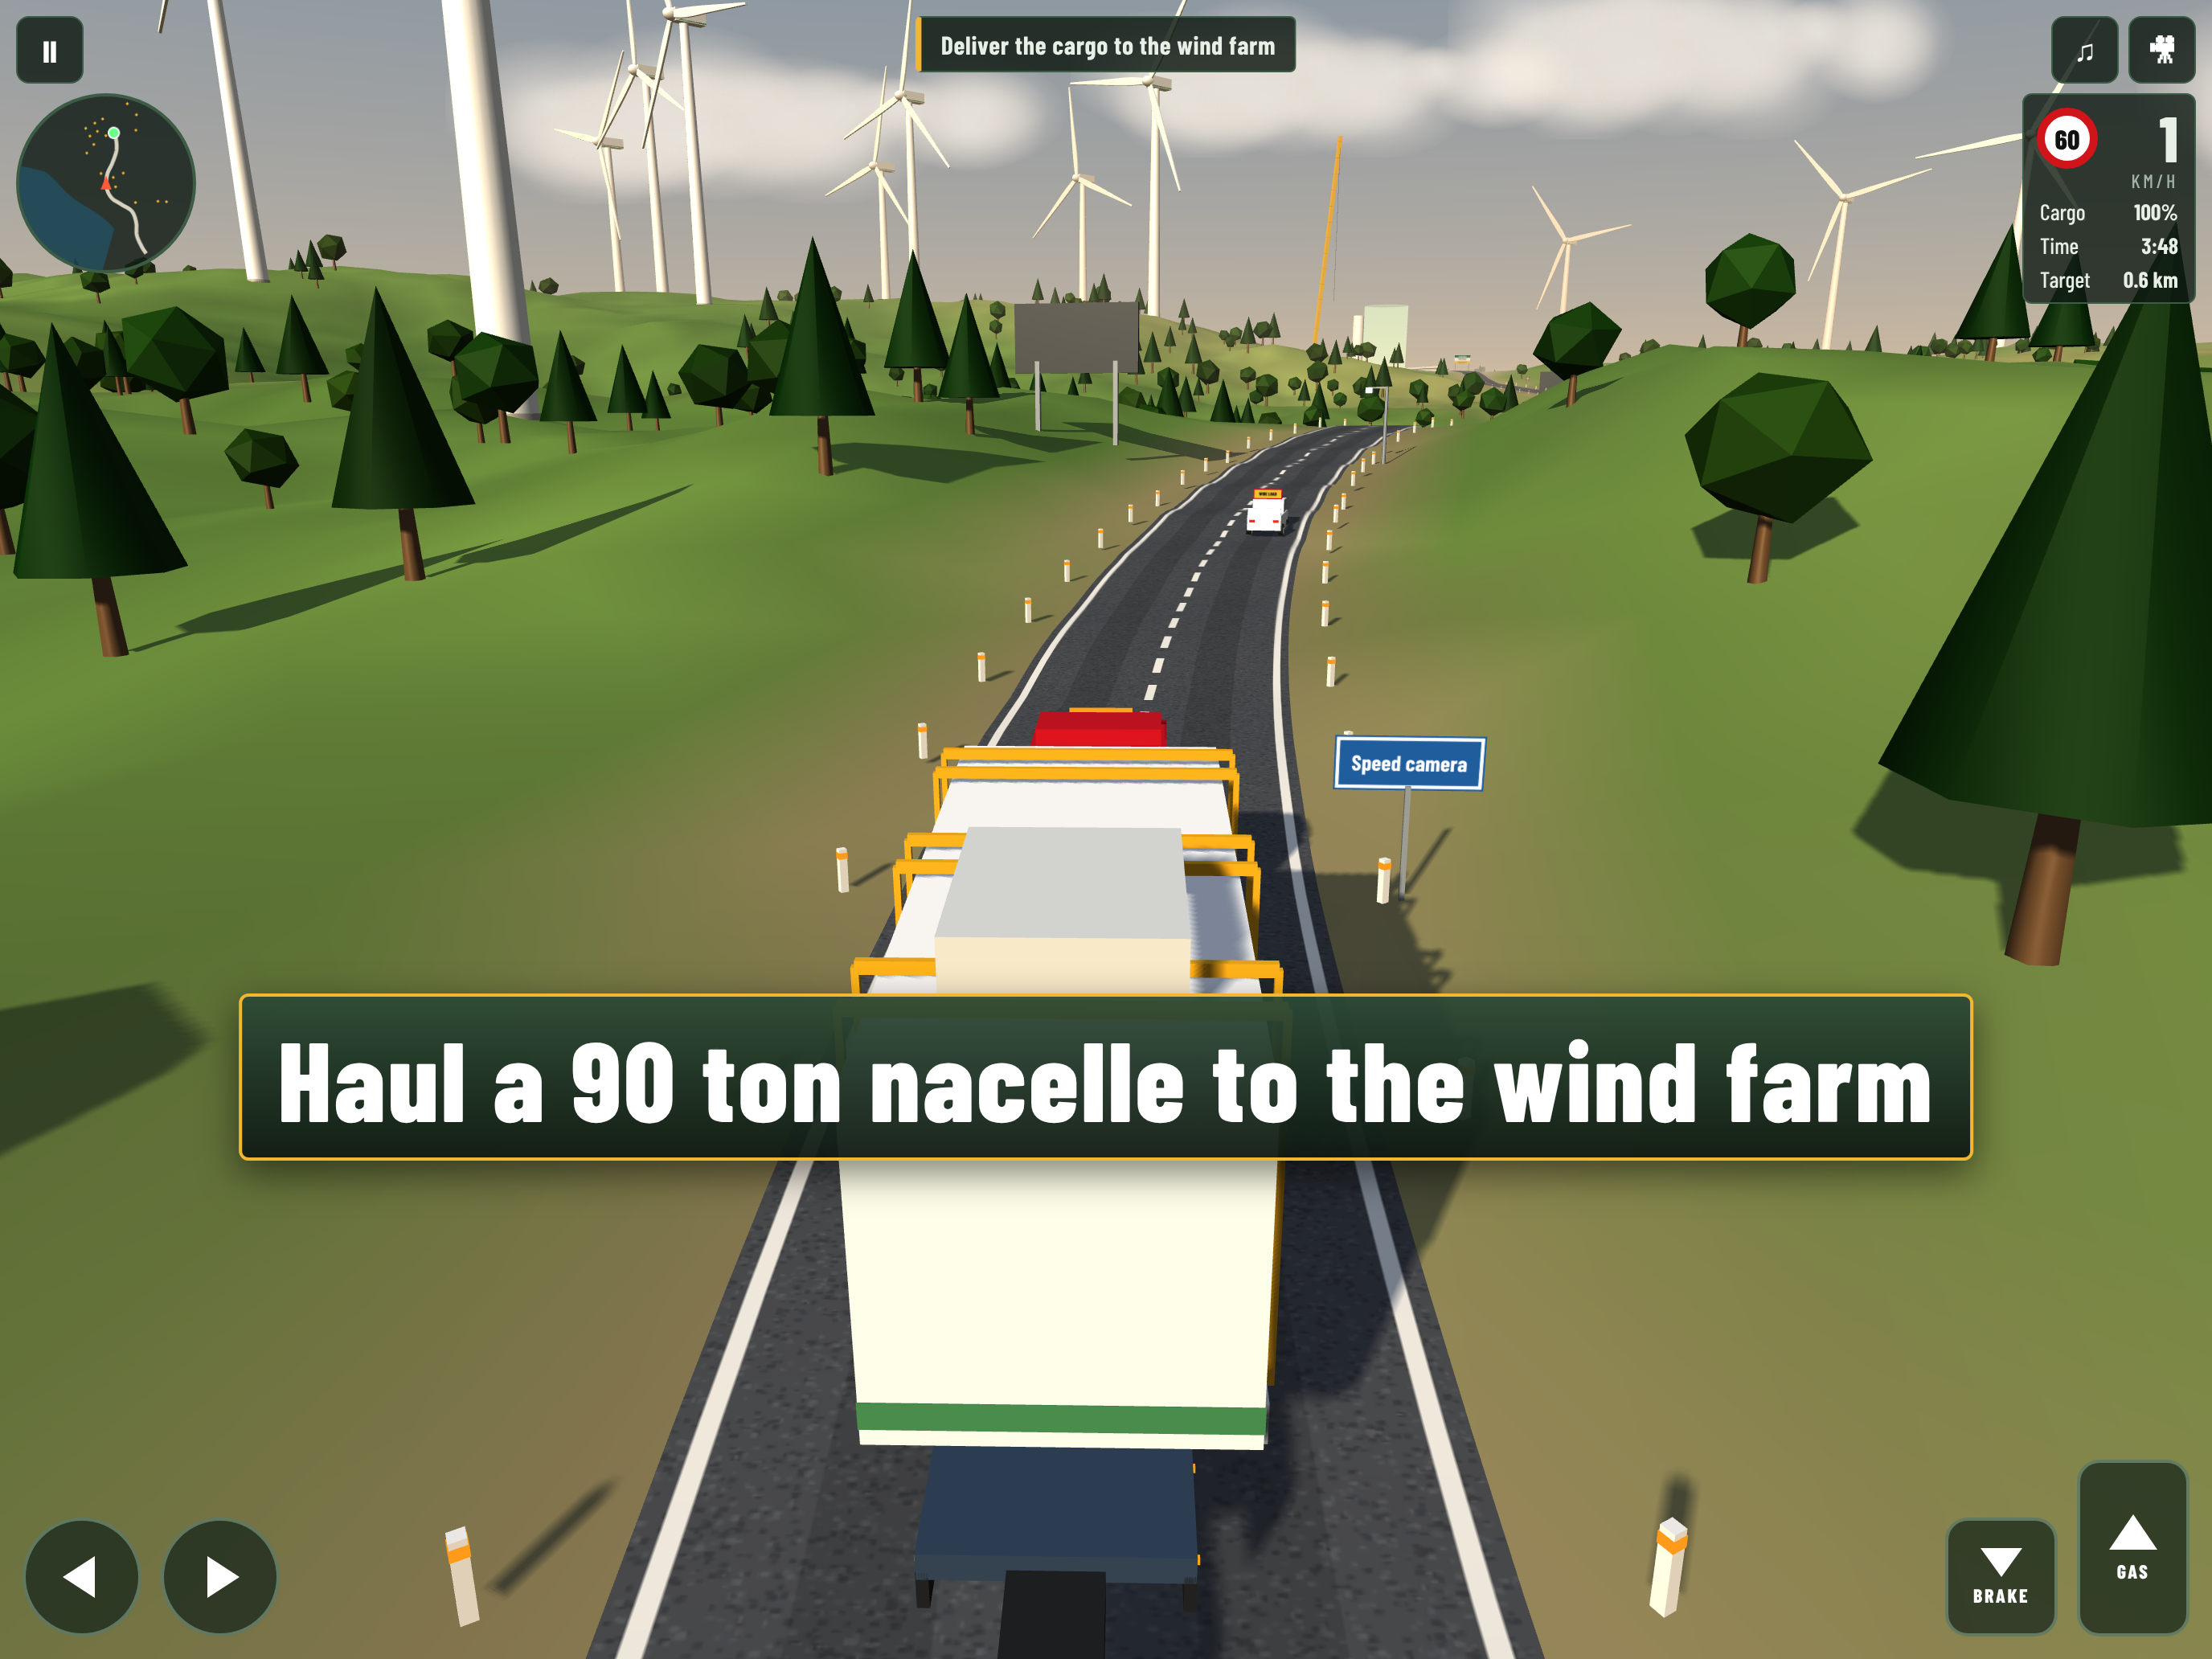 Deliver the cargo to the wind farm
60
1
KM/H
Cargo 100%
Time 3:48
Target 0.6 km
Speed camera
Haul a 90 ton nacelle to the wind farm
BRAKE
GAS